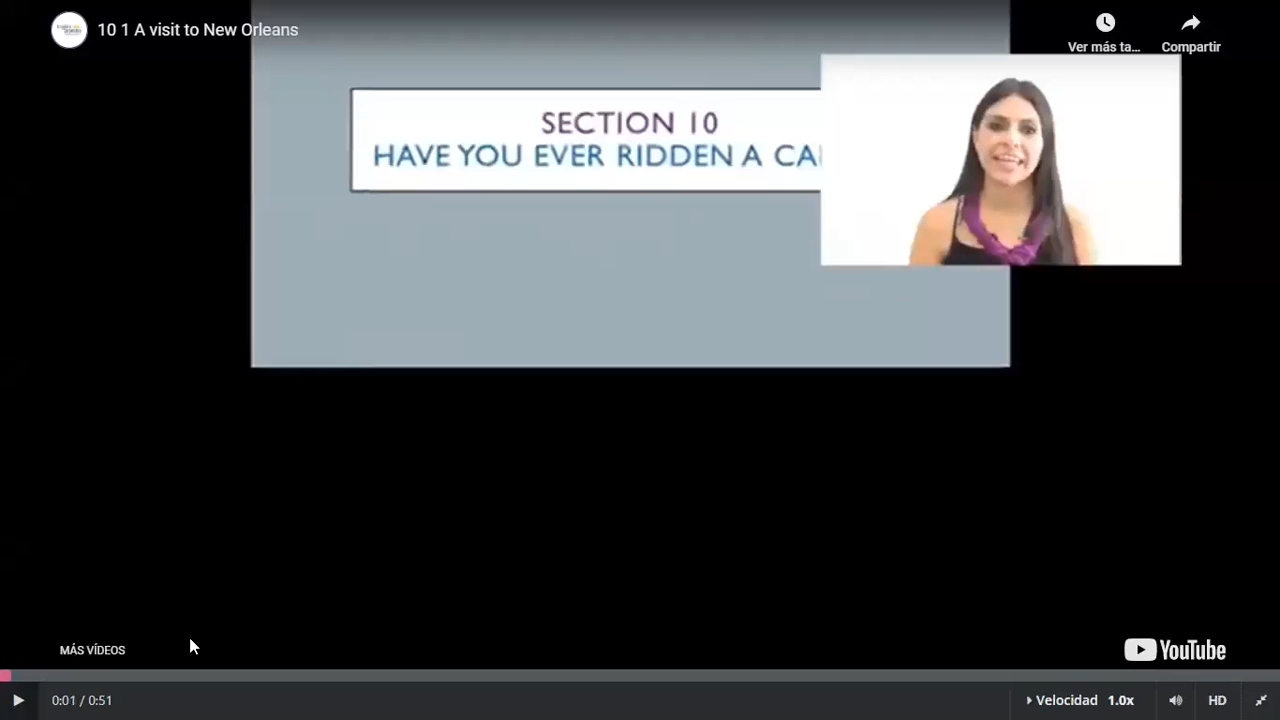 10 1 A visit to New Orleans
Ver más ta...
Compartir
SECTION 10
HAVE YOU EVER RIDDEN A
MÁS VÍDEOS
YouTube
0:01 / 0:51
Velocidad 1.0x
HD